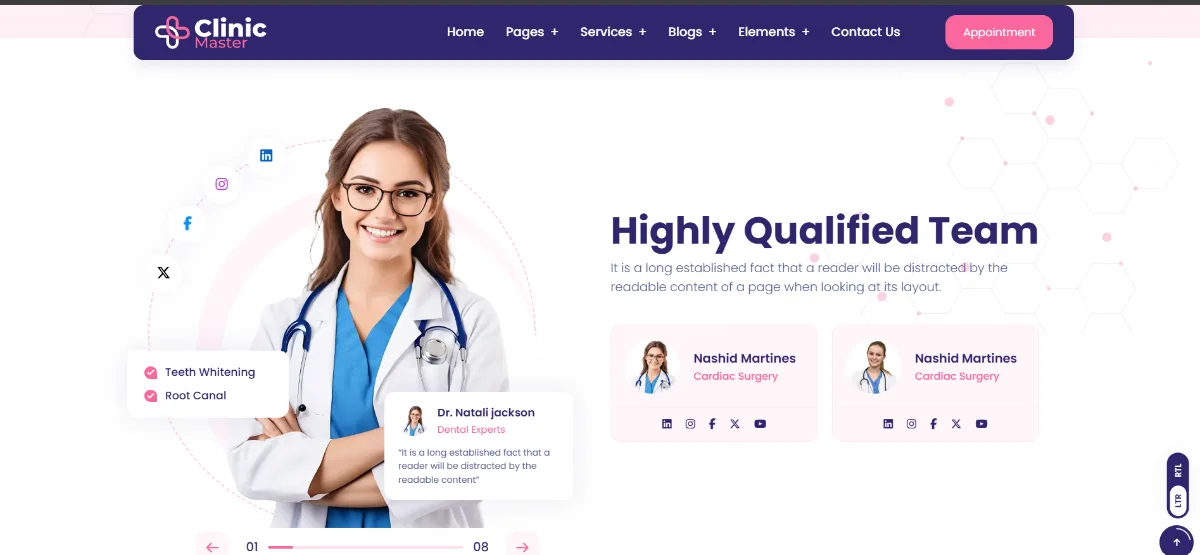 Clinic
Master
Home
Pages +
Services +
Blogs +
Elements +
Contact Us
Appointment
Highly Qualified Team
It is a long established fact that a reader will be distracted by the
readable content of a page when looking at its layout.
Teeth Whitening
Root Canal
Dr. Natali jackson
Dental Experts
“It is a long established fact that a
reader will be distracted by the
readable content”
Nashid Martines
Cardiac Surgery
Nashid Martines
Cardiac Surgery
01
08
RTL
LTR